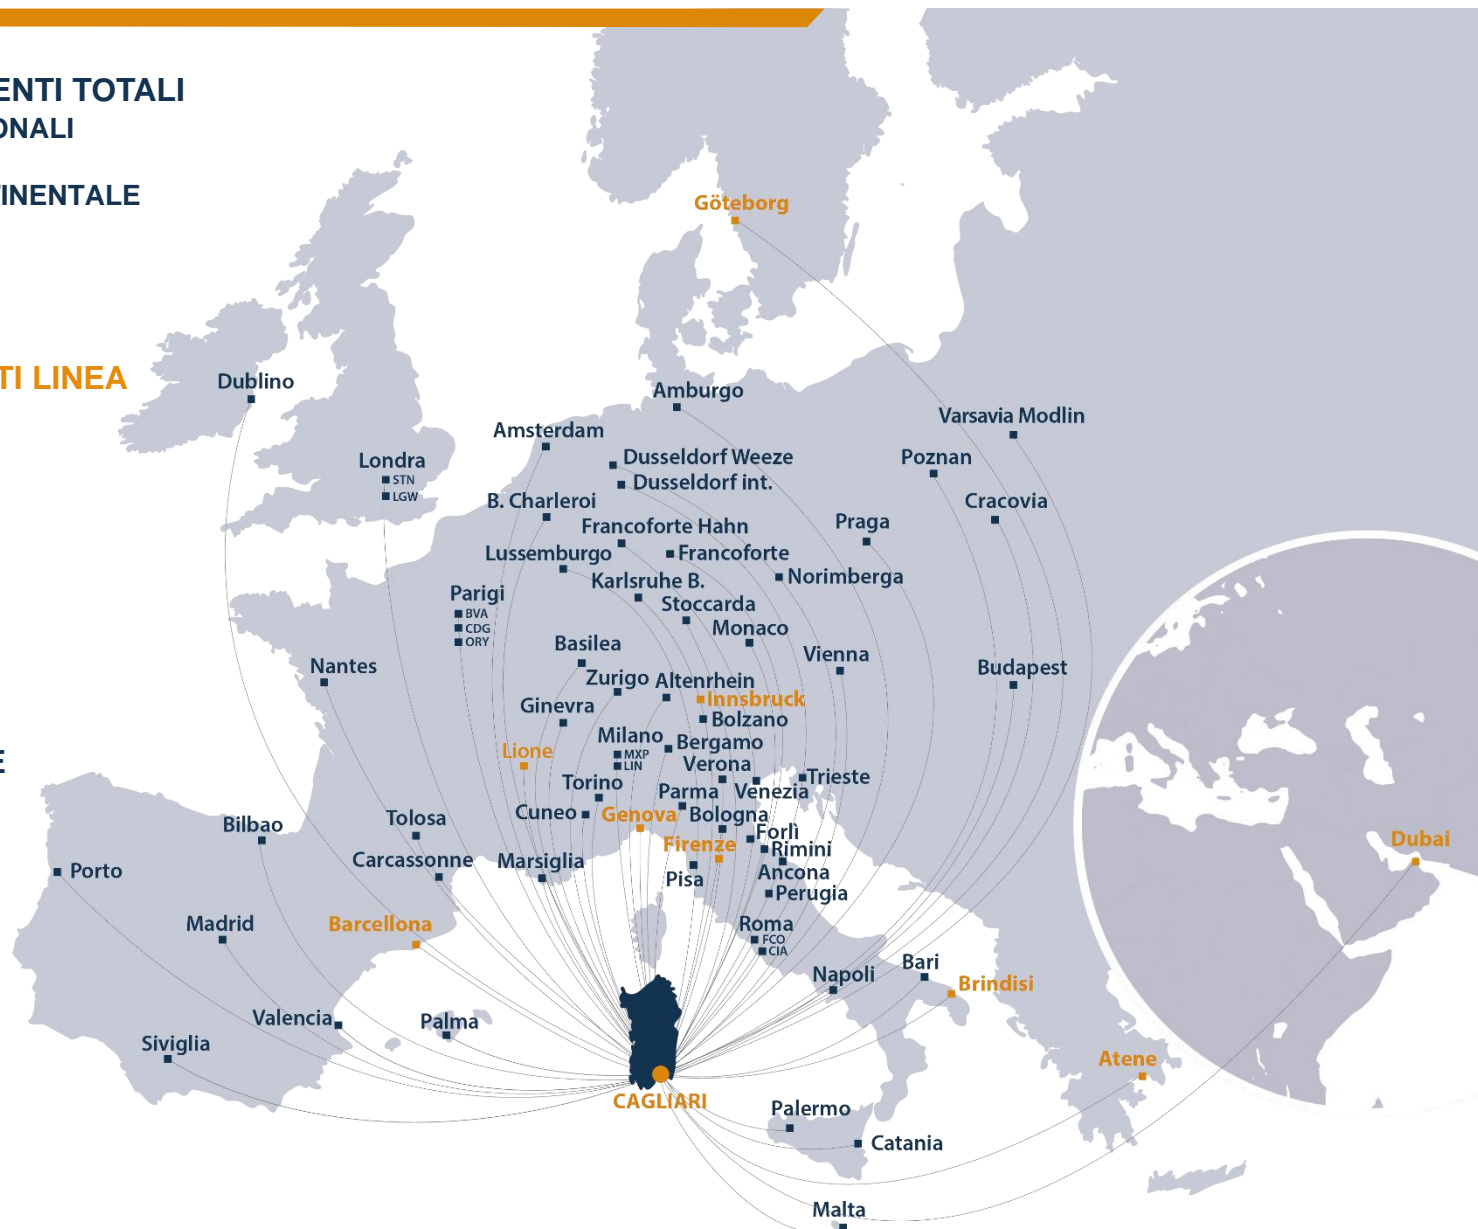 ENTI TOTALI
ONALI
TINENTALE
Göteborg
TI LINEA
Dublino
Amburgo
Varsavia Modlin
Amsterdam
Londra
STN
LGW
Dusseldorf Weeze
Poznan
Dusseldorf int.
B. Charleroi
Cracovia
Francoforte Hahn
Praga
Lussemburgo
Francoforte
Karlsruhe B.
Norimberga
Parigi
BVA
CDG
ORY
Stoccarda
Monaco
Basilea
Vienna
Nantes
Zurigo
Altenrhein
Budapest
Innsbruck
Ginevra
Bolzano
Milano
MXP
LIN
Bergamo
Lione
E
Verona
Trieste
Torino
Parma
Venezia
Cuneo
Genova
Bologna
Tolosa
Bilbao
Forlì
Firenze
Rimini
Dubai
Carcassonne
Marsiglia
Porto
Pisa
Ancona
Perugia
Madrid
Barcellona
Roma
FCO
CIA
Napoli
Bari
Brindisi
Valencia
Palma
Siviglia
Atene
CAGLIARI
Palermo
Catania
Malta